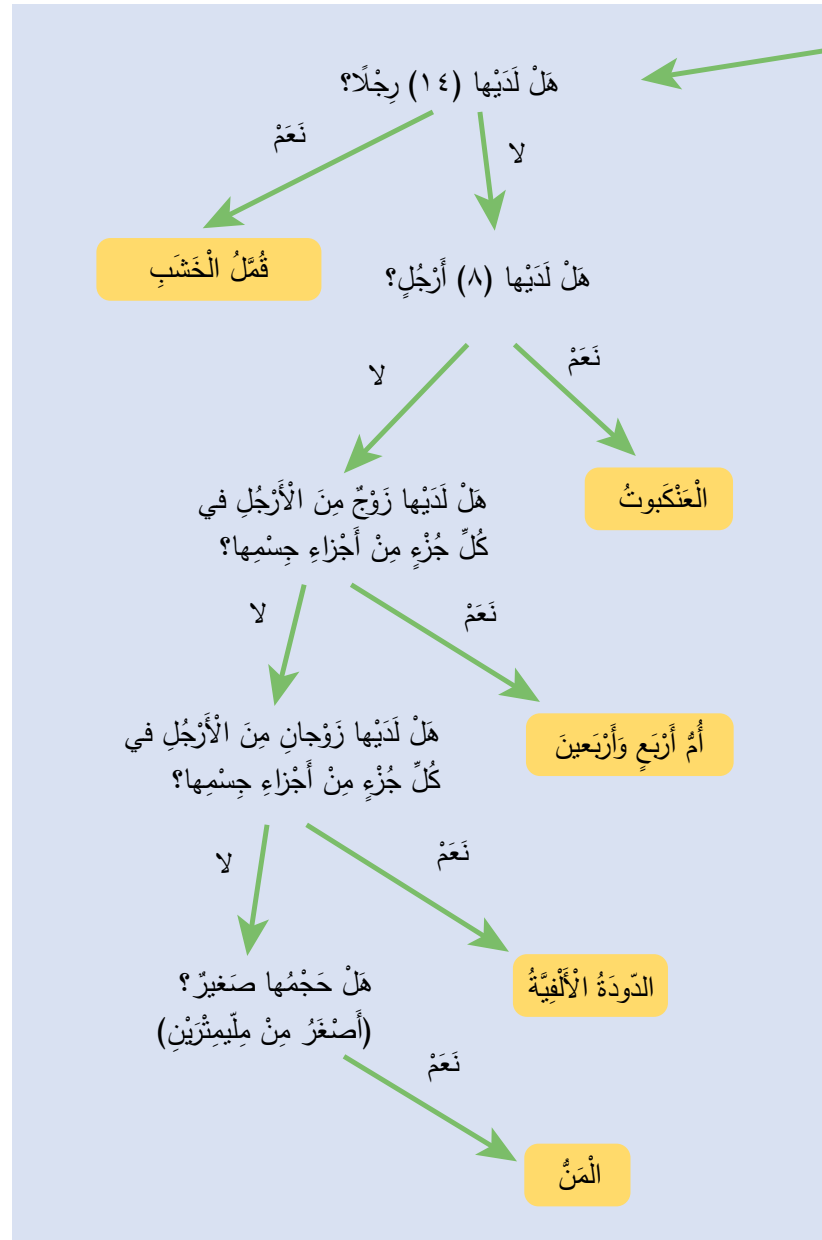 هَلْ لَدَيْها (١٤) رِجْلًا؟
نَعَمْ
لا
قُمَّلُ الْخَشَبِ
هَلْ لَدَيْها (٨) أَرْجُلٍ؟
نَعَمْ
لا
الْعَنْكَبوتُ
هَلْ لَدَيْها زَوْجٌ مِنَ الْأَرْجُلِ في
كُلِّ جُزْءٍ مِنْ أَجْزاءِ جِسْمِها؟
نَعَمْ
لا
أُمُّ أَرْبَعٍ وَأَرْبَعينَ
هَلْ لَدَيْها زَوْجانِ مِنَ الْأَرْجُلِ في
كُلِّ جُزْءٍ مِنْ أَجْزاءِ جِسْمِها؟
نَعَمْ
لا
الدّودَةُ الْأَلْفِيَّةُ
هَلْ حَجْمُها صَغيرٌ؟
(أَصْغَرُ مِنْ مِلّيمِتْرَيْنِ)
نَعَمْ
الْمَنُّ